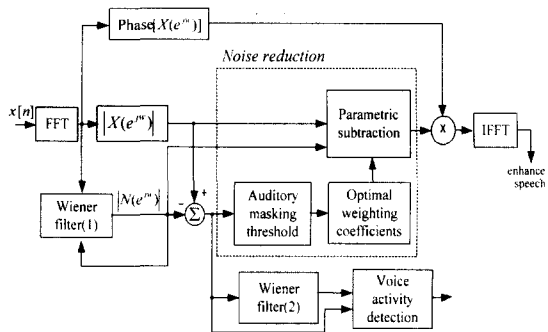 Phase[X(e^jw)]
Noise reduction
x[n]
FFT
|X(e^jw)|
Parametric
subtraction
x
IFFT
enhance
speech
Wiener
filter(1)
|N(e^jw)|
-
+
Σ
Auditory
masking
threshold
Optimal
weighting
coefficients
Wiener
filter(2)
Voice
activity
detection